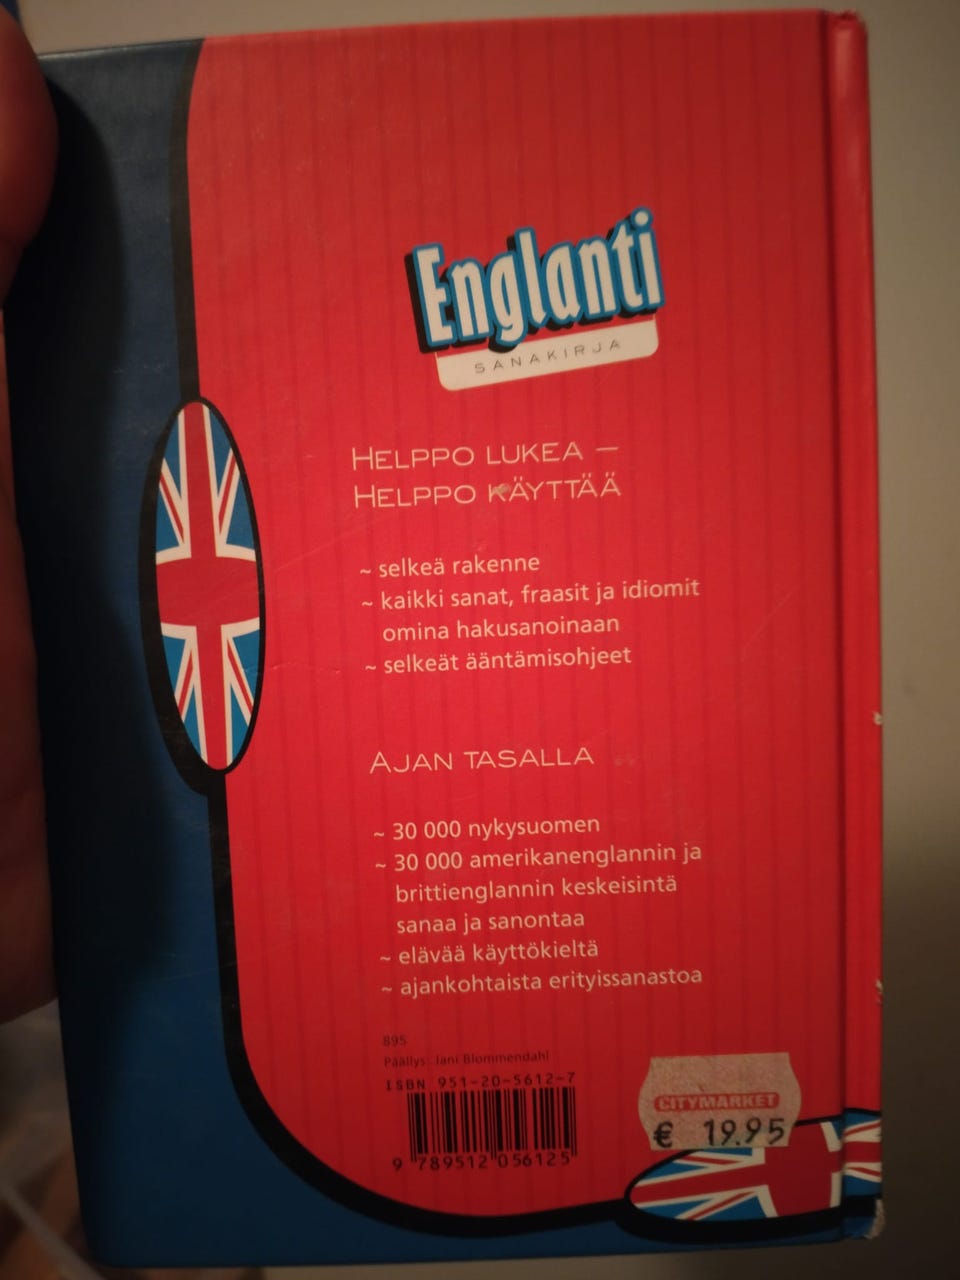 Englanti
SANAKIRJA
HELPPO LUKEA –
HELPPO KÄYTTÄÄ
~ selkeä rakenne
~ kaikki sanat, fraasit ja idiomit
omina hakusanoinaan
~ selkeät ääntämisohjeet
AJAN TASALLA
~ 30 000 nykysuomen
~ 30 000 amerikanenglannin ja
brittienglannin keskeisintä
sanaa ja sanontaa
~ elävää käyttökieltä
~ ajankohtaista erityissanastoa
895
Päällys: Jani Blommendahl
ISBN 951-20-5612-7
9 789512 056125
CITYMARKET
€ 19.95